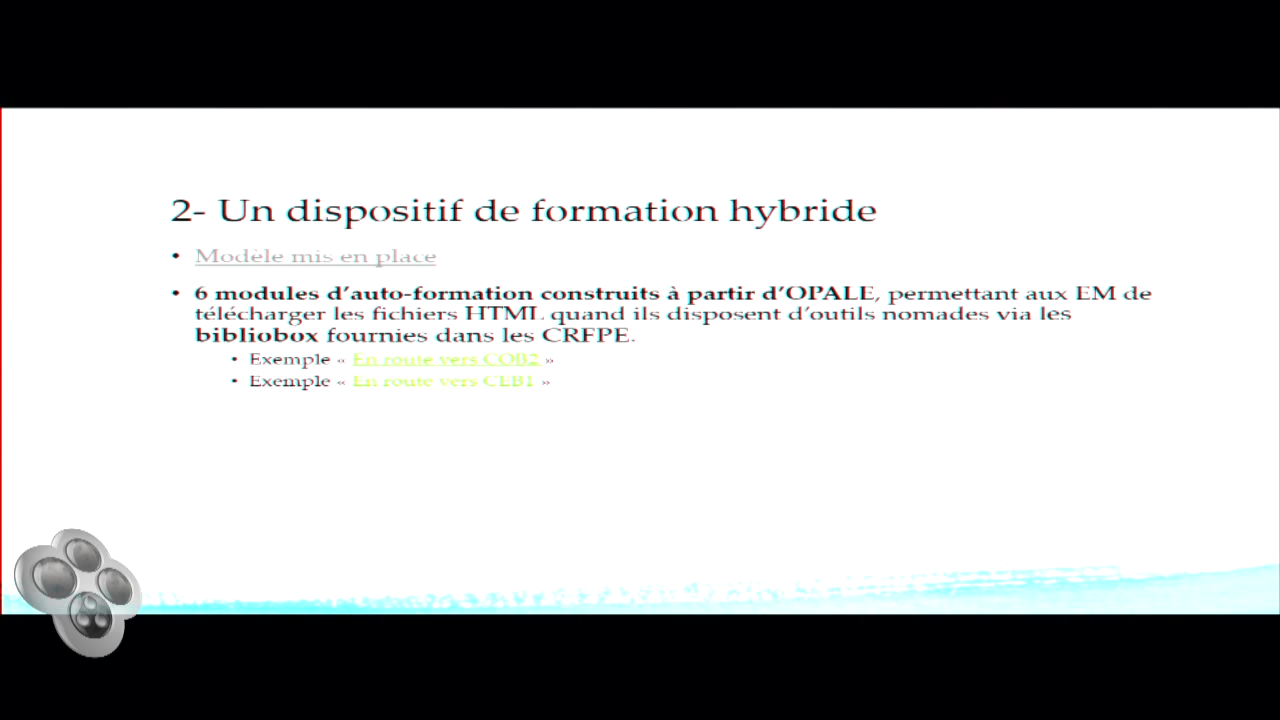 2- Un dispositif de formation hybride
• Modèle mis en place
• 6 modules d'auto-formation construits à partir d'OPALE, permettant aux EM de
télécharger les fichiers HTML quand ils disposent d'outils nomades via les
bibliobox fournies dans les CRFPE.
• Exemple « En route vers COB2 »
• Exemple « En route vers CEB1 »